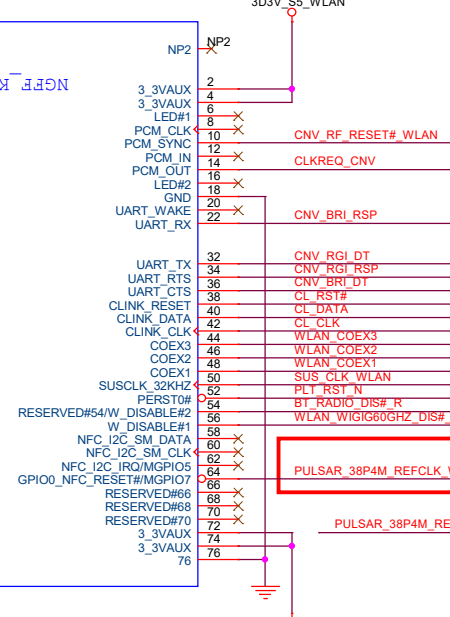 3D3V_S5_WLAN
NP2 NP2
NGFF_K
3_3VAUX 2
3_3VAUX 4
LED#1 6
PCM_CLK 8
PCM_SYNC 10 CNV_RF_RESET#_WLAN
PCM_IN 12
PCM_OUT 14 CLKREQ_CNV
LED#2 16
GND 18
UART_WAKE 20
UART_RX 22 CNV_BRI_RSP
UART_TX 32 CNV_RGI_DT
UART_RTS 34 CNV_RGI_RSP
UART_CTS 36 CNV_BRI_DT
CLINK_RESET 38 CL_RST#
CLINK_DATA 40 CL_DATA
CLINK_CLK 42 CL_CLK
COEX3 44 WLAN_COEX3
COEX2 46 WLAN_COEX2
COEX1 48 WLAN_COEX1
SUSCLK_32KHZ 50 SUS_CLK_WLAN
PERST0# 52 PLT_RST_N
RESERVED#54/W_DISABLE#2 54 BT_RADIO_DIS#_R
W_DISABLE#1 56 WLAN_WIGIG60GHZ_DIS#_
NFC_I2C_SM_DATA 58
NFC_I2C_SM_CLK 60
NFC_I2C_IRQ/MGPIO5 62
GPIO0_NFC_RESET#/MGPIO7 64 PULSAR_38P4M_REFCLK_W
RESERVED#66 66
RESERVED#68 68
RESERVED#70 70
3_3VAUX 72 PULSAR_38P4M_RE
3_3VAUX 74
76 76